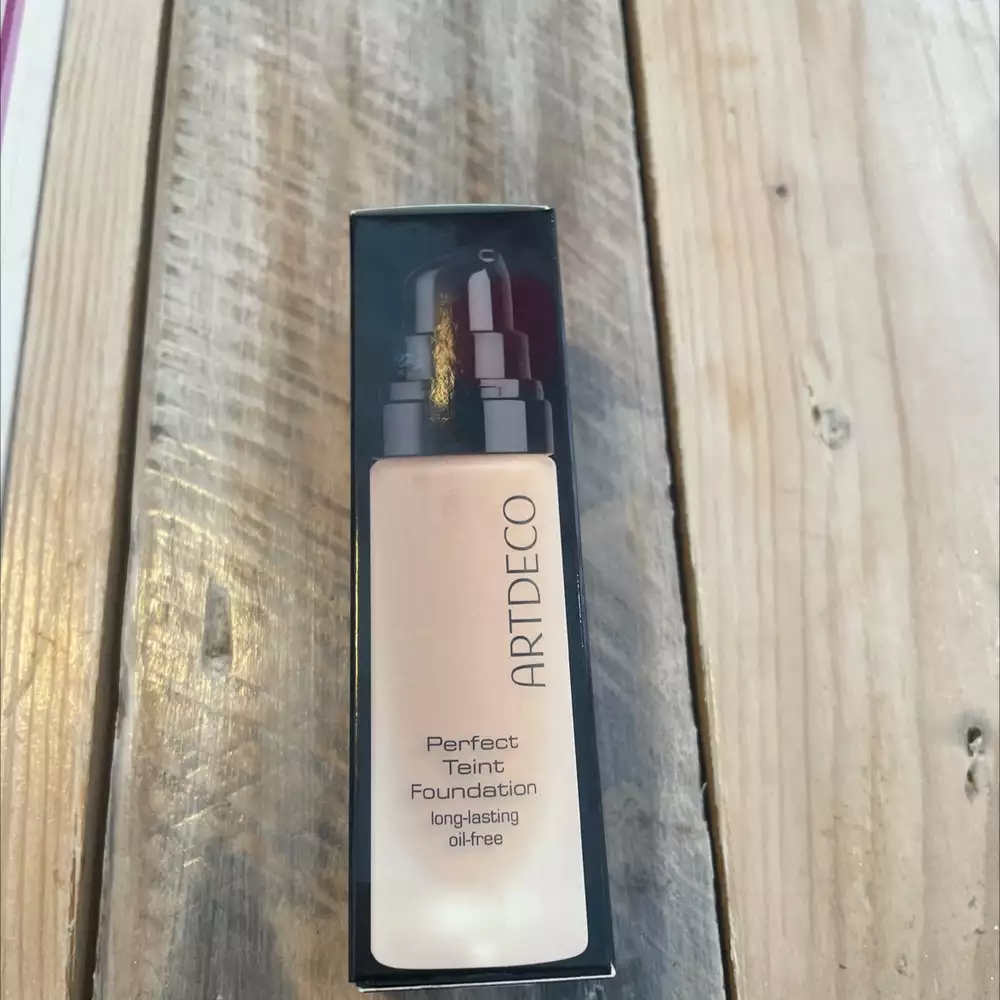 ARTDECO
Perfect
Teint
Foundation
long-lasting
oil-free